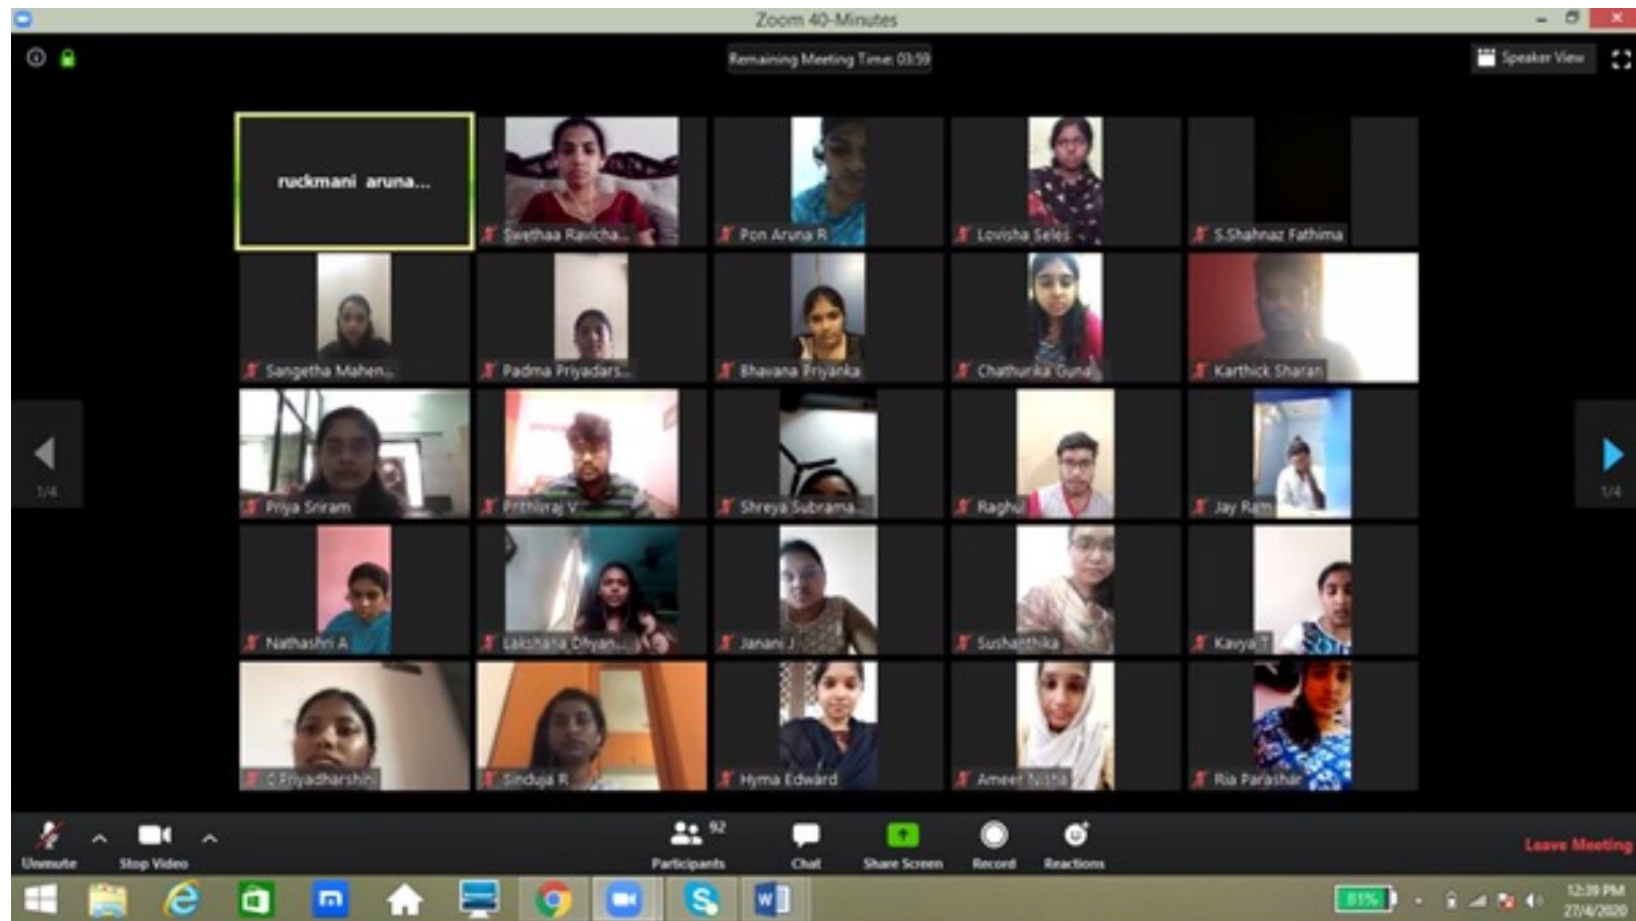 Zoom 40-Minutes
Remaining Meeting Time: 03:59
Speaker View
ruckmani aruna...
Swethaa Ravicha...
Pon Aruna R
Lovisha Seles
S.Shahnaz Fathima
Sangetha Mahen...
Padma Priyadars...
Bhavana Priyanka
Chathurika Guna...
Karthick Sharan
1/4
1/4
Priya Sriram
Prithivraj V
Shreya Subrama...
Raghul
Jay Ram
Nathashri A
Lakshana Dhyan...
Janani J
Sushanthika
Kavya T
C Priyadharshini
Sinduja R
Hyma Edward
Ameer Nisha
Ria Parashar
Unmute
Stop Video
92
Participants
Chat
Share Screen
Record
Reactions
Leave Meeting
81%
12:39 PM
27/4/2020